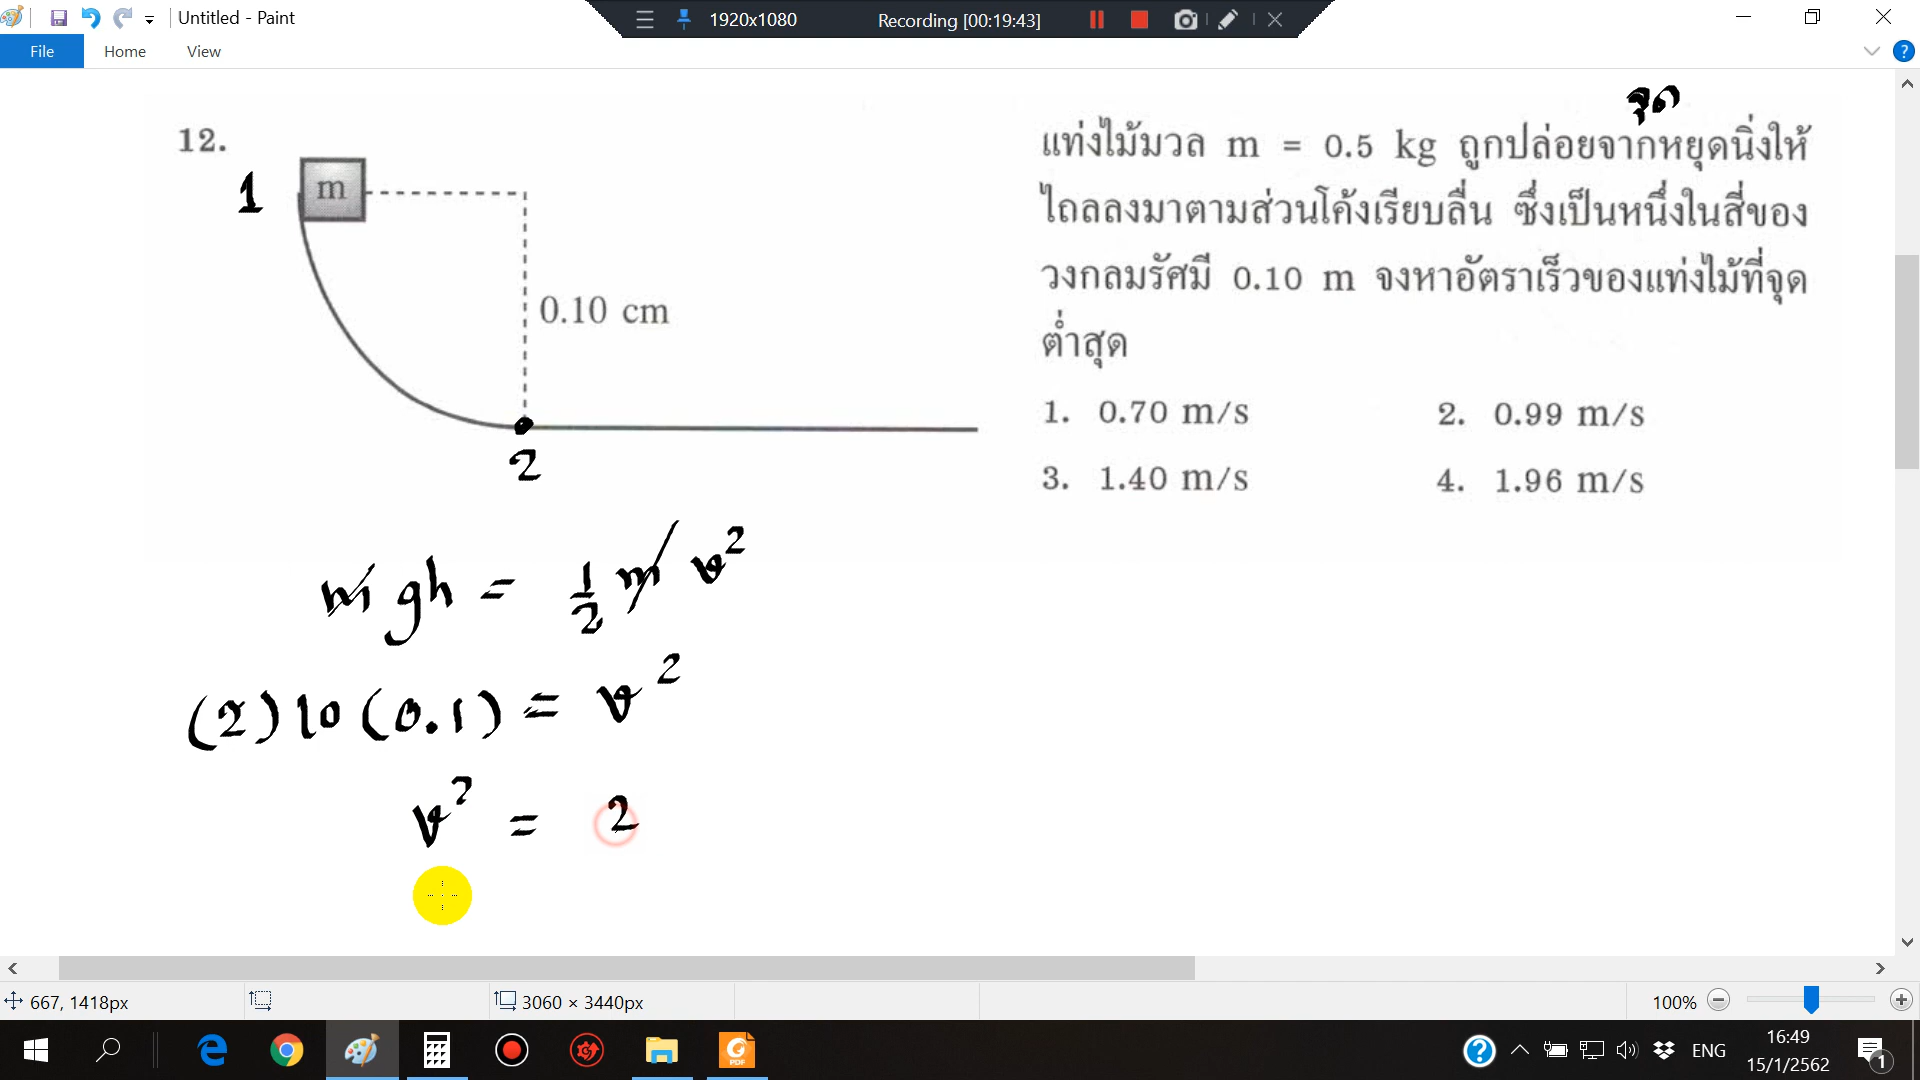 Untitled - Paint
1920x1080
Recording [00:19:43]
File
Home
View
12.
1
m
0.10 cm
2
จุด
แท่งไม้มวล m = 0.5 kg ถูกปล่อยจากหยุดนิ่งให้
ไถลลงมาตามส่วนโค้งเรียบลื่น ซึ่งเป็นหนึ่งในสี่ของ
วงกลมรัศมี 0.10 m จงหาอัตราเร็วของแท่งไม้ที่จุด
ต่ำสุด
1. 0.70 m/s
2. 0.99 m/s
3. 1.40 m/s
4. 1.96 m/s
mgh = 1/2 m v²
(2)10(0.1) = v²
v² = 2
667, 1418px
3060 × 3440px
100%
ENG
16:49
15/1/2562
1